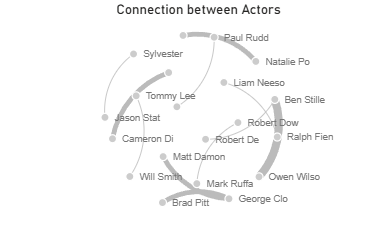 Connection between Actors
Paul Rudd
Sylvester
Natalie Po
Liam Neeso
Tommy Lee
Ben Stille
Jason Stat
Robert Dow
Cameron Di
Robert De
Ralph Fien
Matt Damon
Will Smith
Mark Ruffa
Owen Wilso
Brad Pitt
George Clo